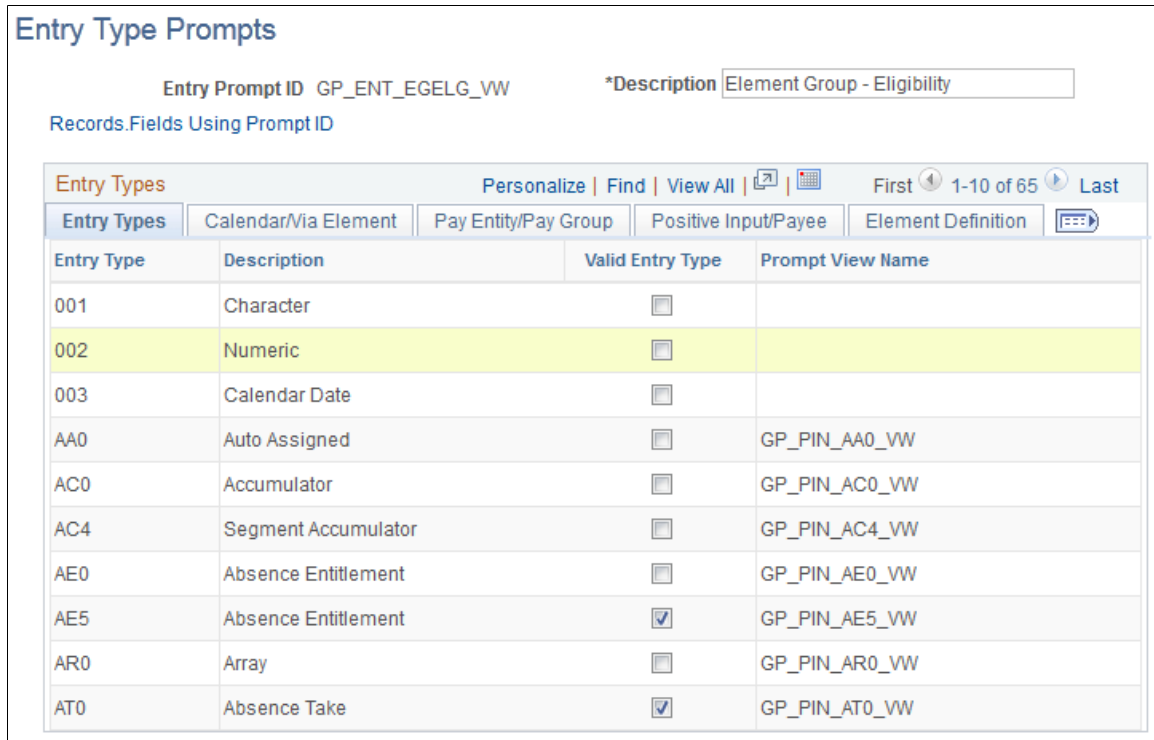 Entry Type Prompts
Entry Prompt ID GP_ENT_EGELG_VW *Description Element Group - Eligibility
Records.Fields Using Prompt ID
Entry Types Personalize | Find | View All | | First 1-10 of 65 Last
Entry Types Calendar/Via Element Pay Entity/Pay Group Positive Input/Payee Element Definition
Entry Type Description Valid Entry Type Prompt View Name
001 Character
002 Numeric
003 Calendar Date
AA0 Auto Assigned GP_PIN_AA0_VW
AC0 Accumulator GP_PIN_AC0_VW
AC4 Segment Accumulator GP_PIN_AC4_VW
AE0 Absence Entitlement GP_PIN_AE0_VW
AE5 Absence Entitlement GP_PIN_AE5_VW
AR0 Array GP_PIN_AR0_VW
AT0 Absence Take GP_PIN_AT0_VW